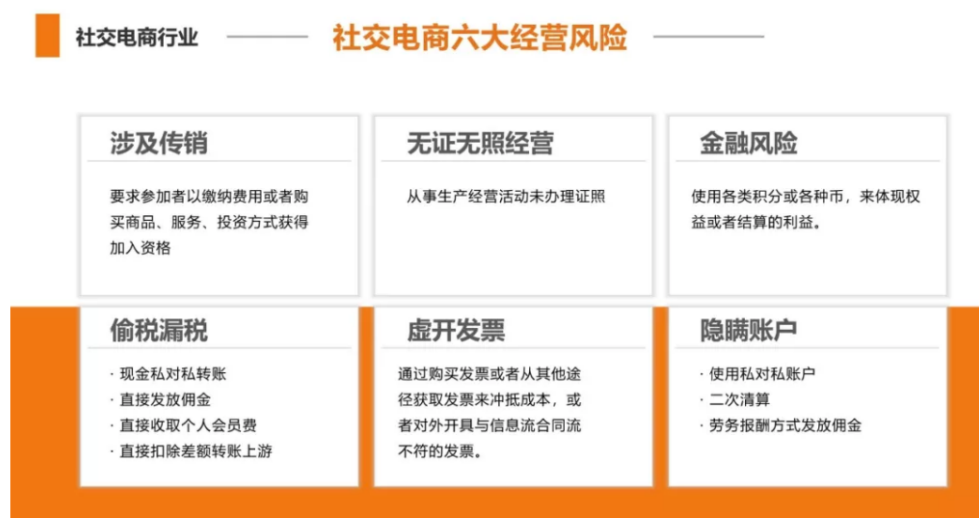 社交电商行业
社交电商六大经营风险
涉及传销
要求参加者以缴纳费用或者购
买商品、服务、投资方式获得
加入资格
无证无照经营
从事生产经营活动未办理证照
金融风险
使用各类积分或各种币，来体现权
益或者结算的利益。
偷税漏税
· 现金私对私转账
· 直接发放佣金
· 直接收取个人会员费
· 直接扣除差额转账上游
虚开发票
通过购买发票或者从其他途
径获取发票来冲抵成本，或
者对外开具与信息流合同流
不符的发票。
隐瞒账户
· 使用私对私账户
· 二次清算
· 劳务报酬方式发放佣金